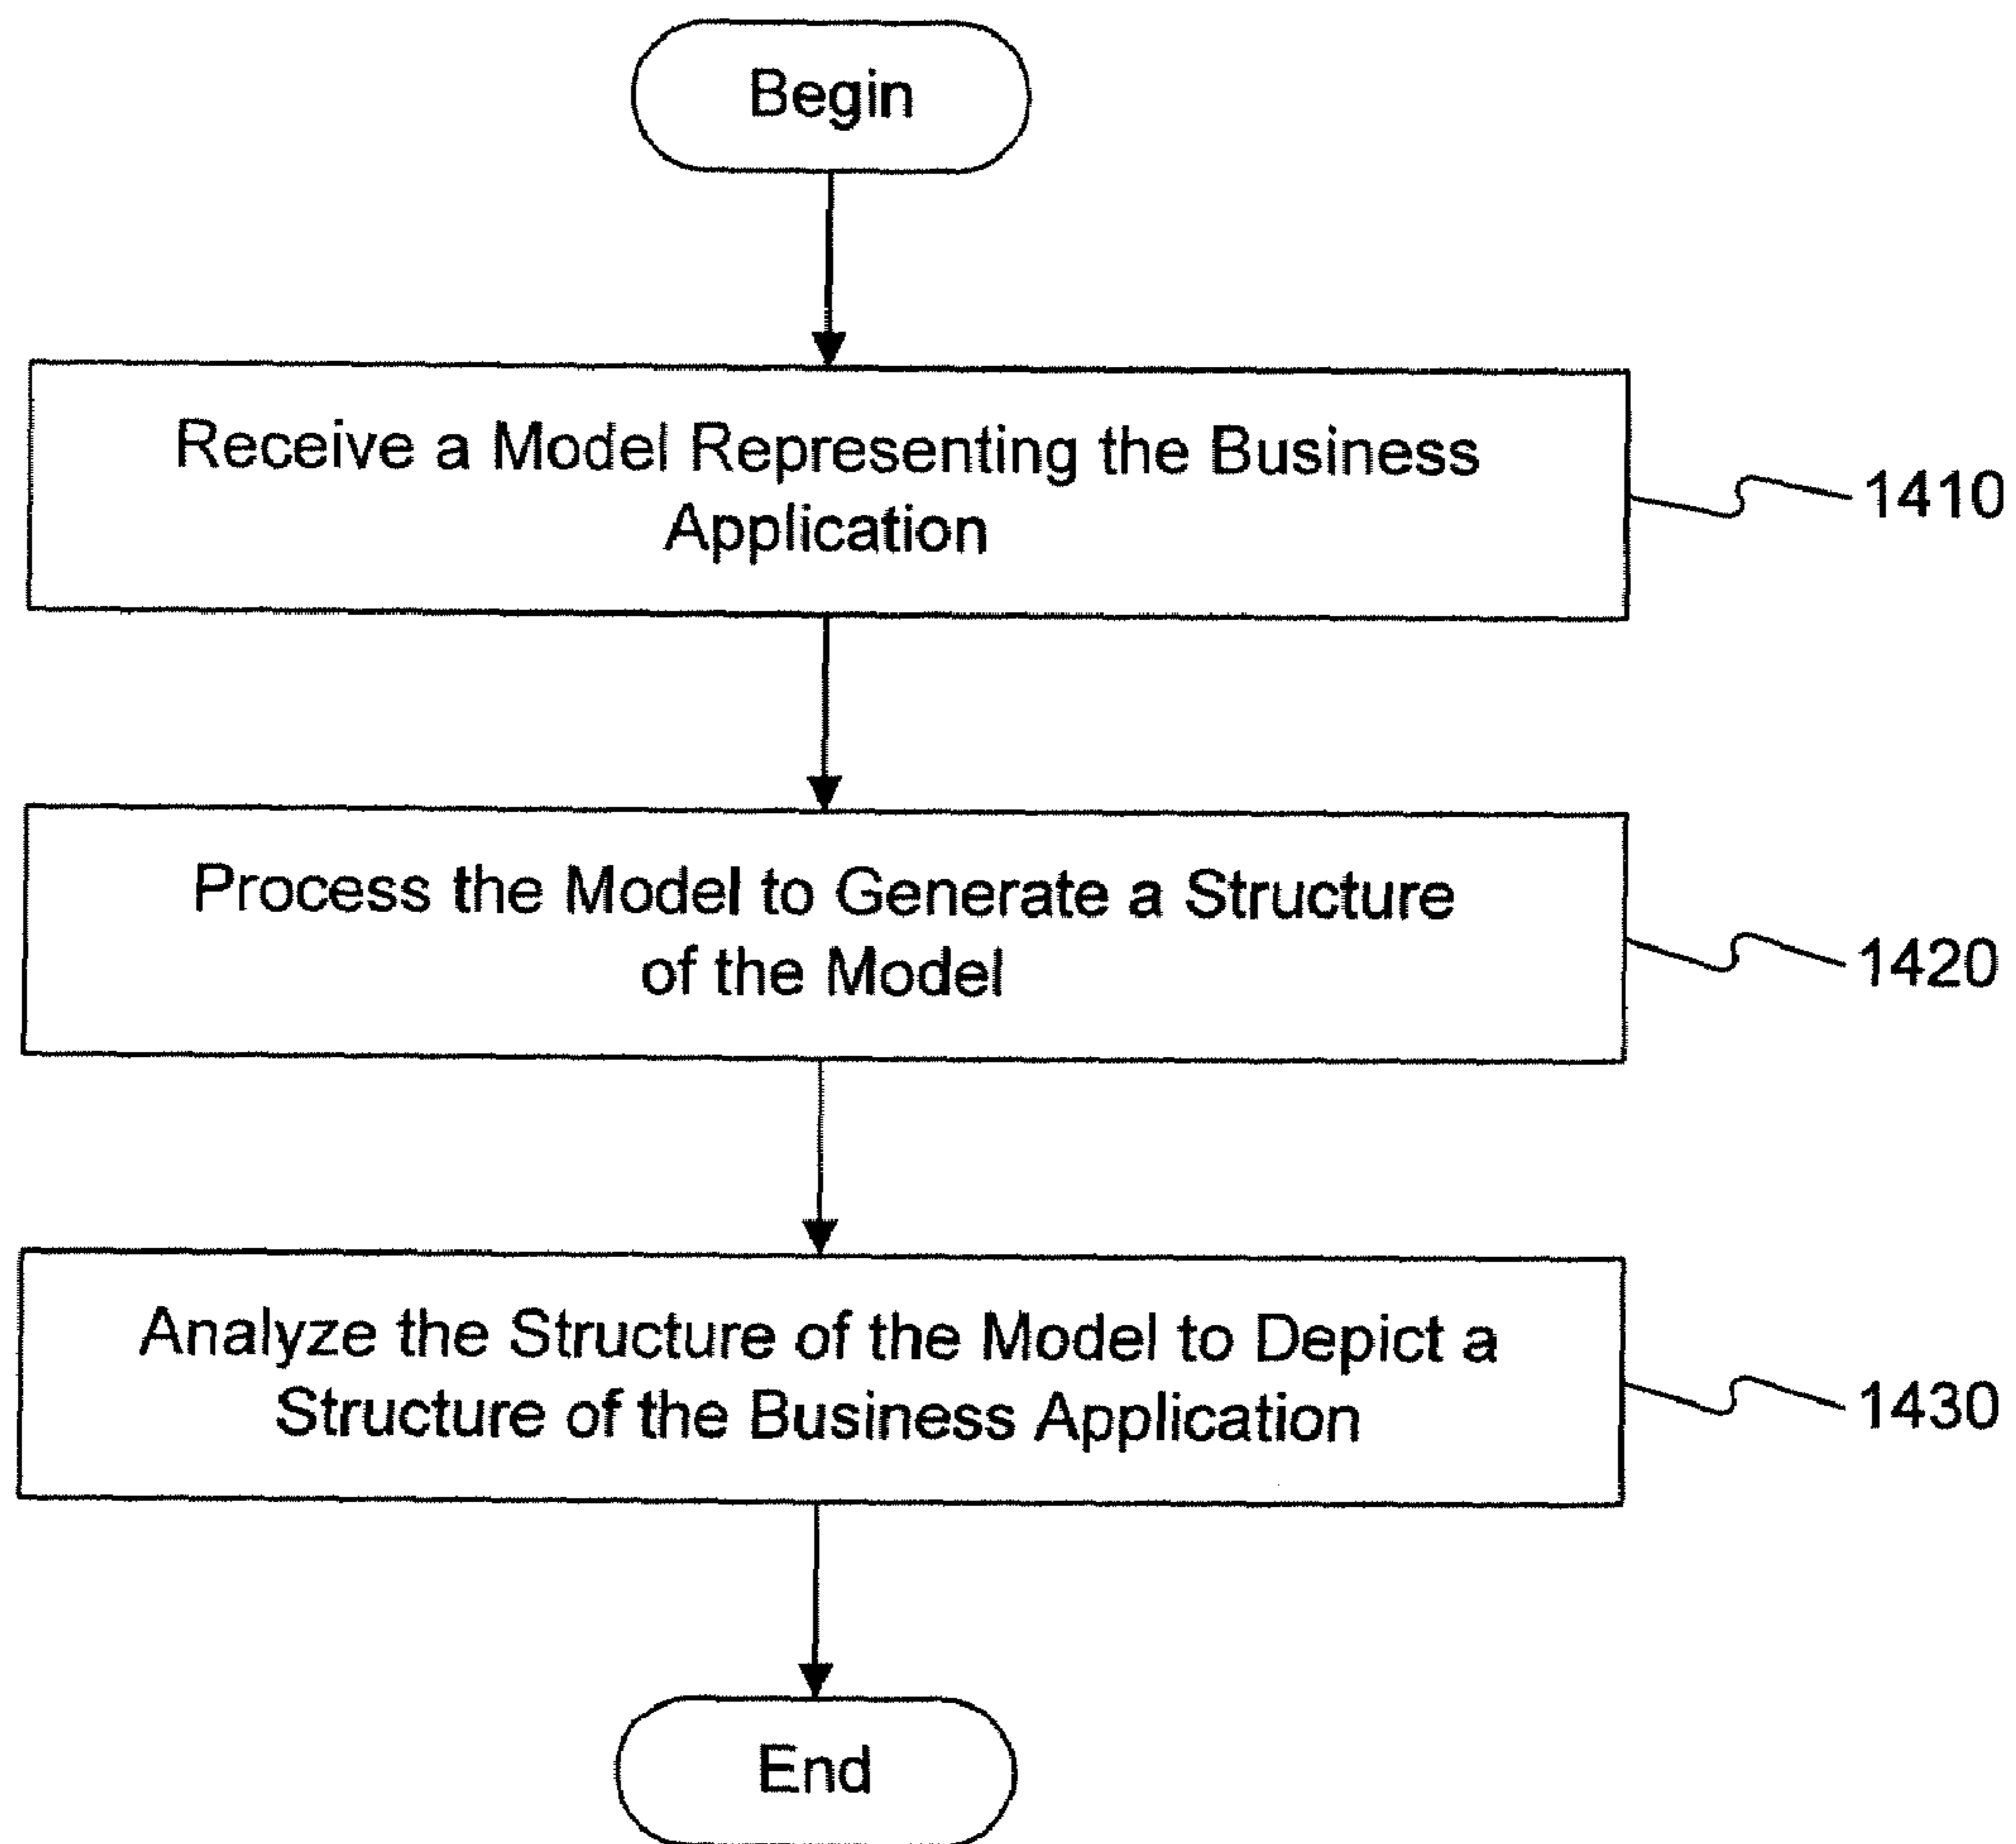 Begin
Receive a Model Representing the Business
Application
1410
Process the Model to Generate a Structure
of the Model
1420
Analyze the Structure of the Model to Depict a
Structure of the Business Application
1430
End